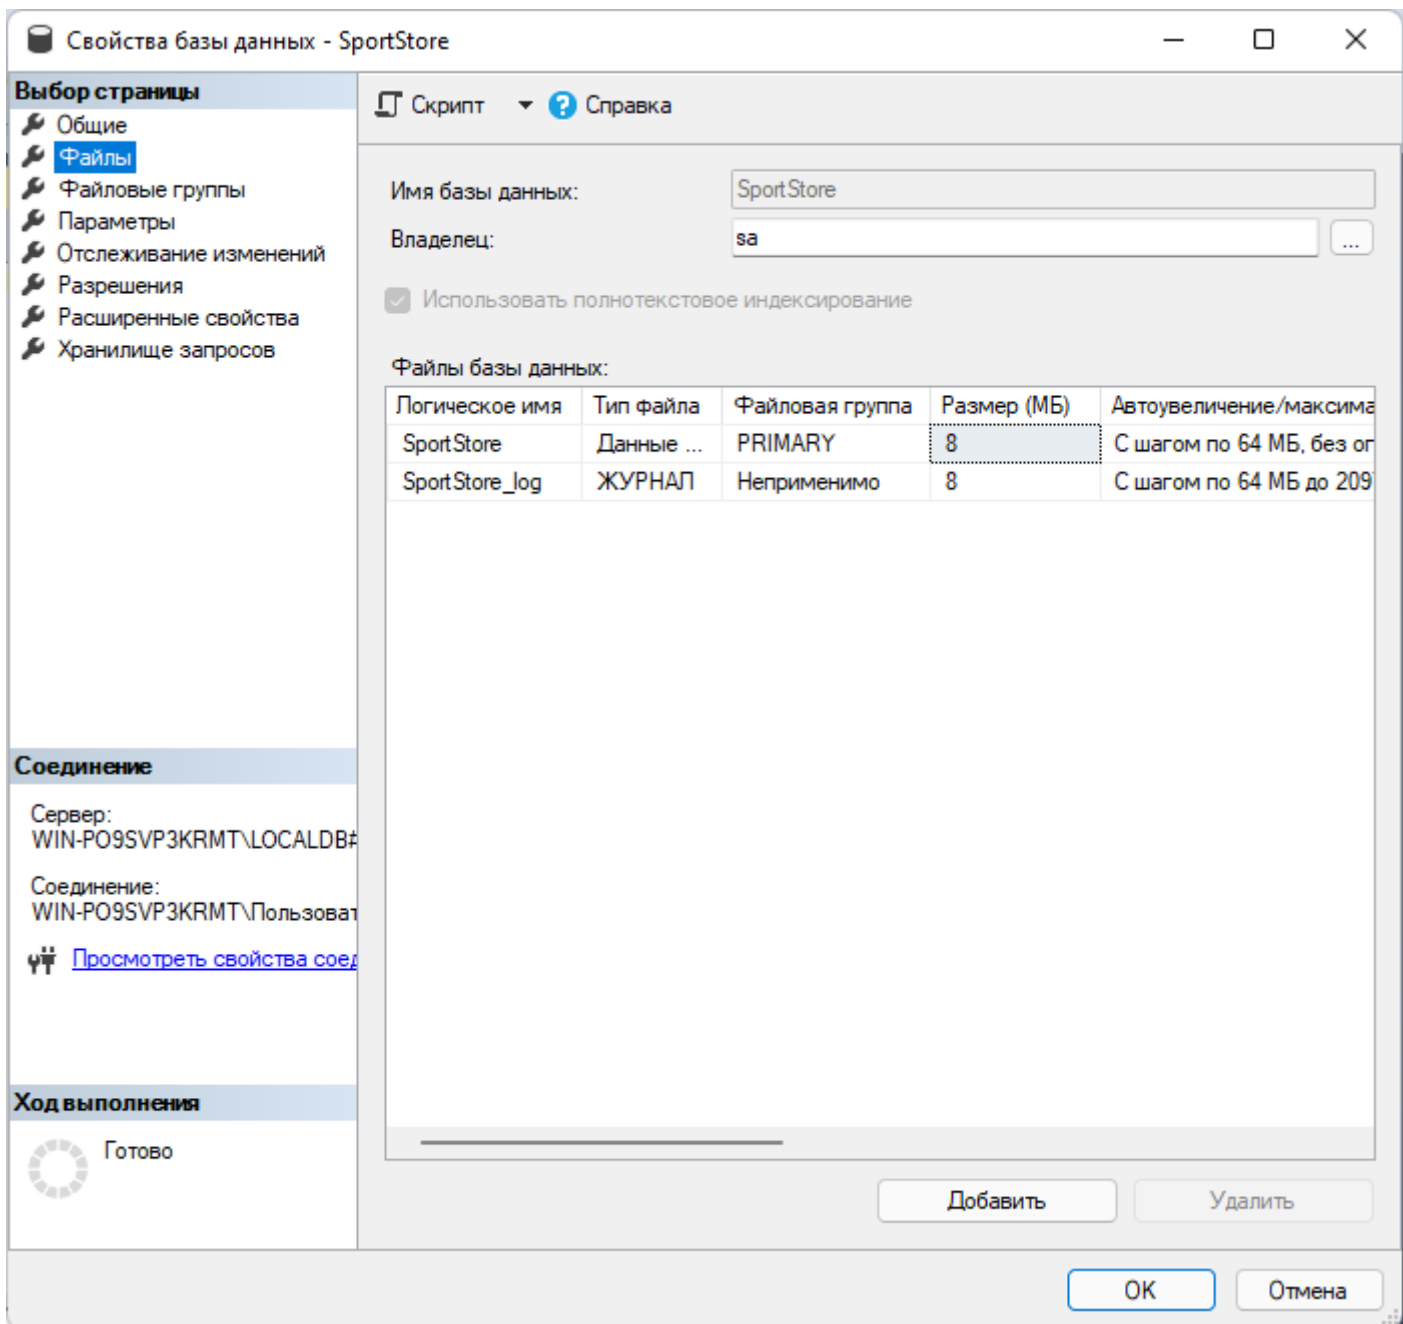 Свойства базы данных - SportStore
Выбор страницы
Общие
Файлы
Файловые группы
Параметры
Отслеживание изменений
Разрешения
Расширенные свойства
Хранилище запросов
Соединение
Сервер:
WIN-PO9SVP3KRMT\LOCALDB#
Соединение:
WIN-PO9SVP3KRMT\Пользоват
Просмотреть свойства соед
Ход выполнения
Готово
Скрипт Справка
Имя базы данных: SportStore
Владелец: sa ...
Использовать полнотекстовое индексирование
Файлы базы данных:
Логическое имя Тип файла Файловая группа Размер (МБ) Автоувеличение/максима
SportStore Данные ... PRIMARY 8 С шагом по 64 МБ, без ог
SportStore_log ЖУРНАЛ Неприменимо 8 С шагом по 64 МБ до 209
Добавить Удалить
ОК Отмена